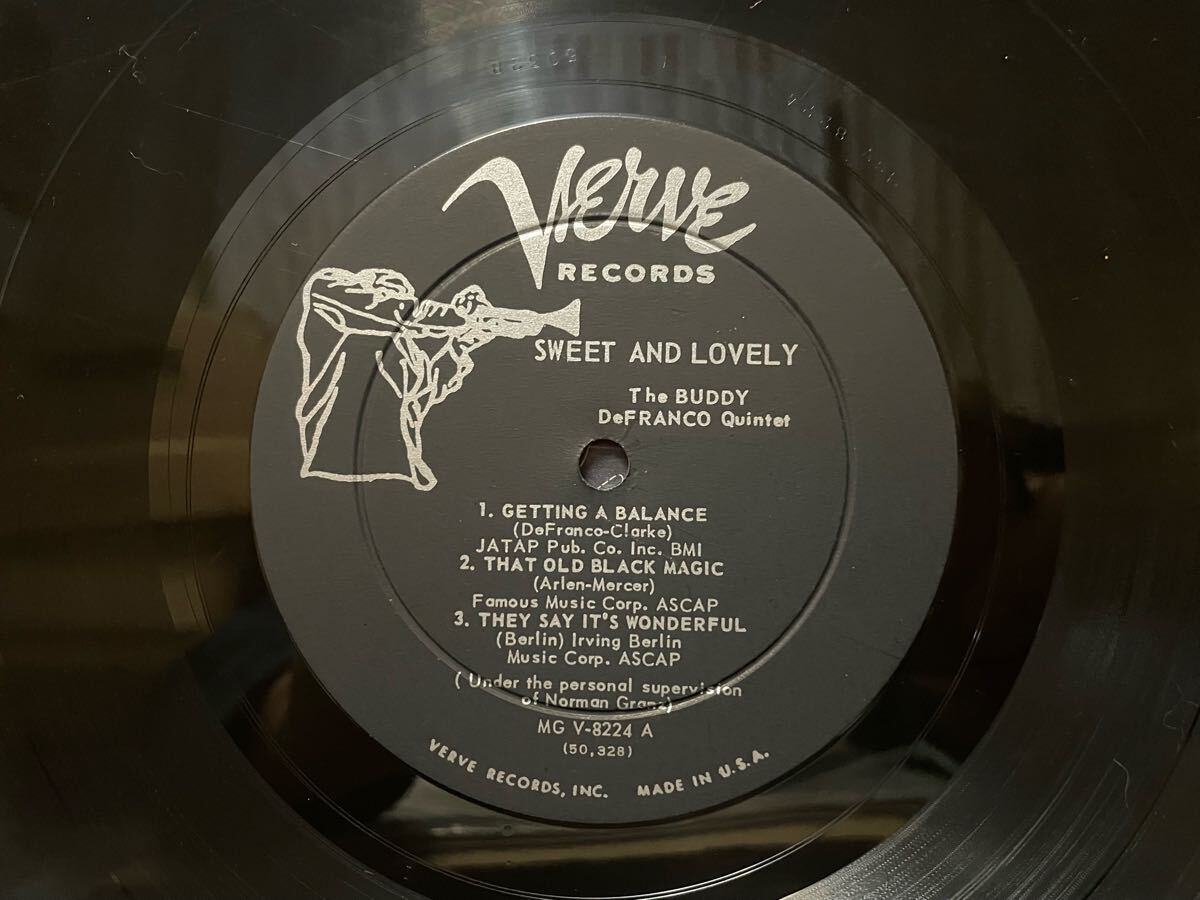 Verve
RECORDS
SWEET AND LOVELY
The BUDDY
DeFRANCO Quintet
1. GETTING A BALANCE
(DeFranco-Clarke)
JATAP Pub. Co. Inc. BMI
2. THAT OLD BLACK MAGIC
(Arlen-Mercer)
Famous Music Corp. ASCAP
3. THEY SAY IT'S WONDERFUL
(Berlin) Irving Berlin
Music Corp. ASCAP
( Under the personal supervision
of Norman Granz)
MG V-8224 A
(50,328)
VERVE RECORDS, INC. MADE IN U.S.A.